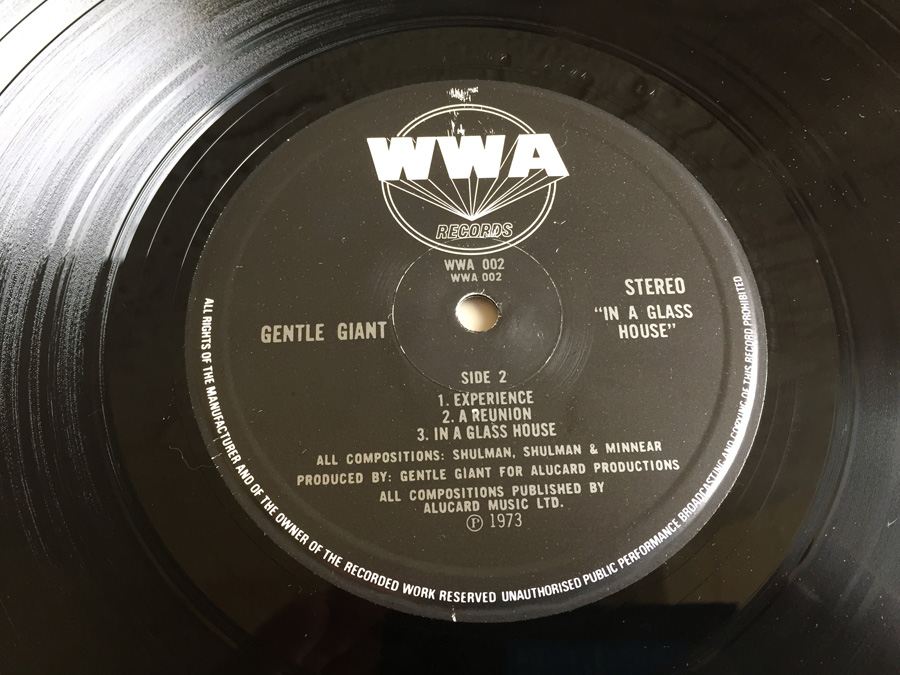 WWA
RECORDS
WWA 002
WWA 002
STEREO
"IN A GLASS
HOUSE"
GENTLE GIANT
SIDE 2
1. EXPERIENCE
2. A REUNION
3. IN A GLASS HOUSE
ALL COMPOSITIONS: SHULMAN, SHULMAN & MINNEAR
PRODUCED BY: GENTLE GIANT FOR ALUCARD PRODUCTIONS
ALL COMPOSITIONS PUBLISHED BY
ALUCARD MUSIC LTD.
℗ 1973
ALL RIGHTS OF THE MANUFACTURER AND OF THE OWNER OF THE RECORDED WORK RESERVED UNAUTHORISED PUBLIC PERFORMANCE BROADCASTING AND COPYING OF THIS RECORD PROHIBITED